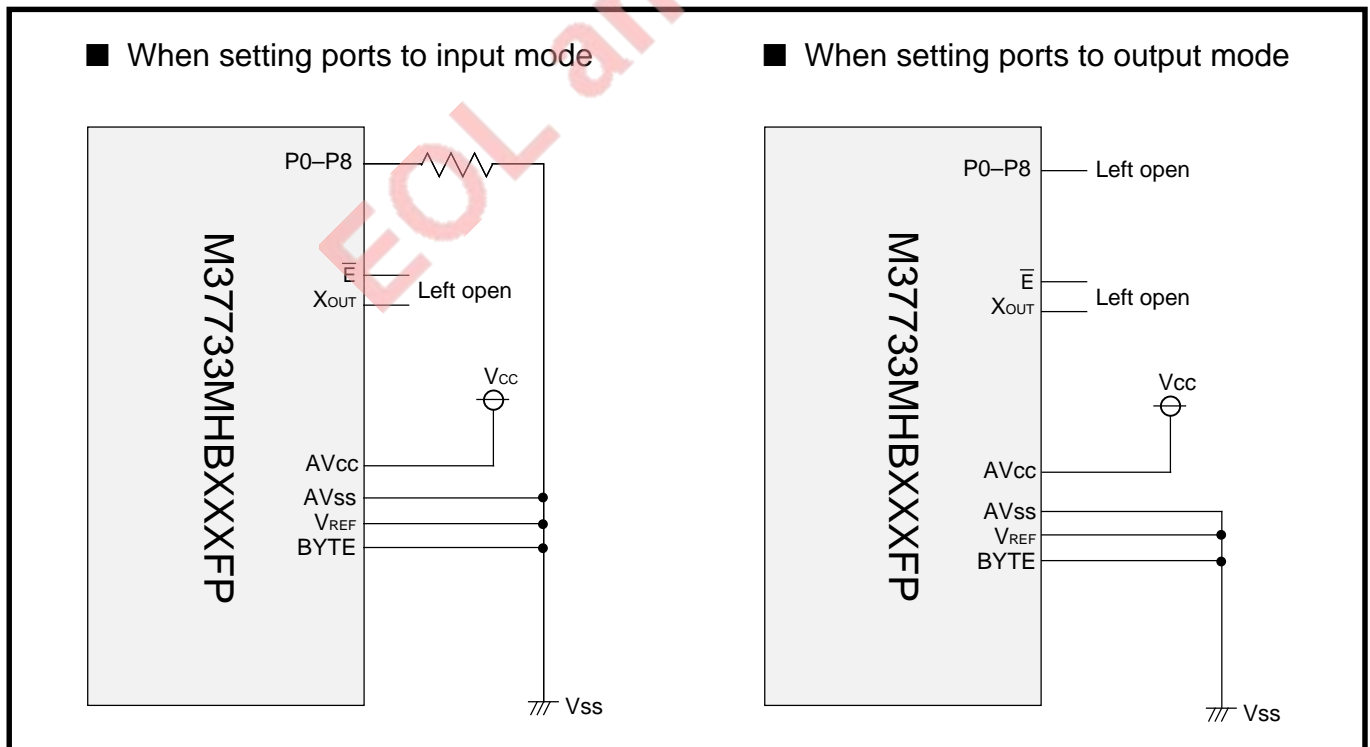 ■ When setting ports to input mode
P0–P8
E̅
XOUT
Left open
M37733MHBXXXFP
Vcc
AVcc
AVss
VREF
BYTE
Vss
■ When setting ports to output mode
P0–P8
Left open
E̅
XOUT
Left open
M37733MHBXXXFP
Vcc
AVcc
AVss
VREF
BYTE
Vss
EOL an